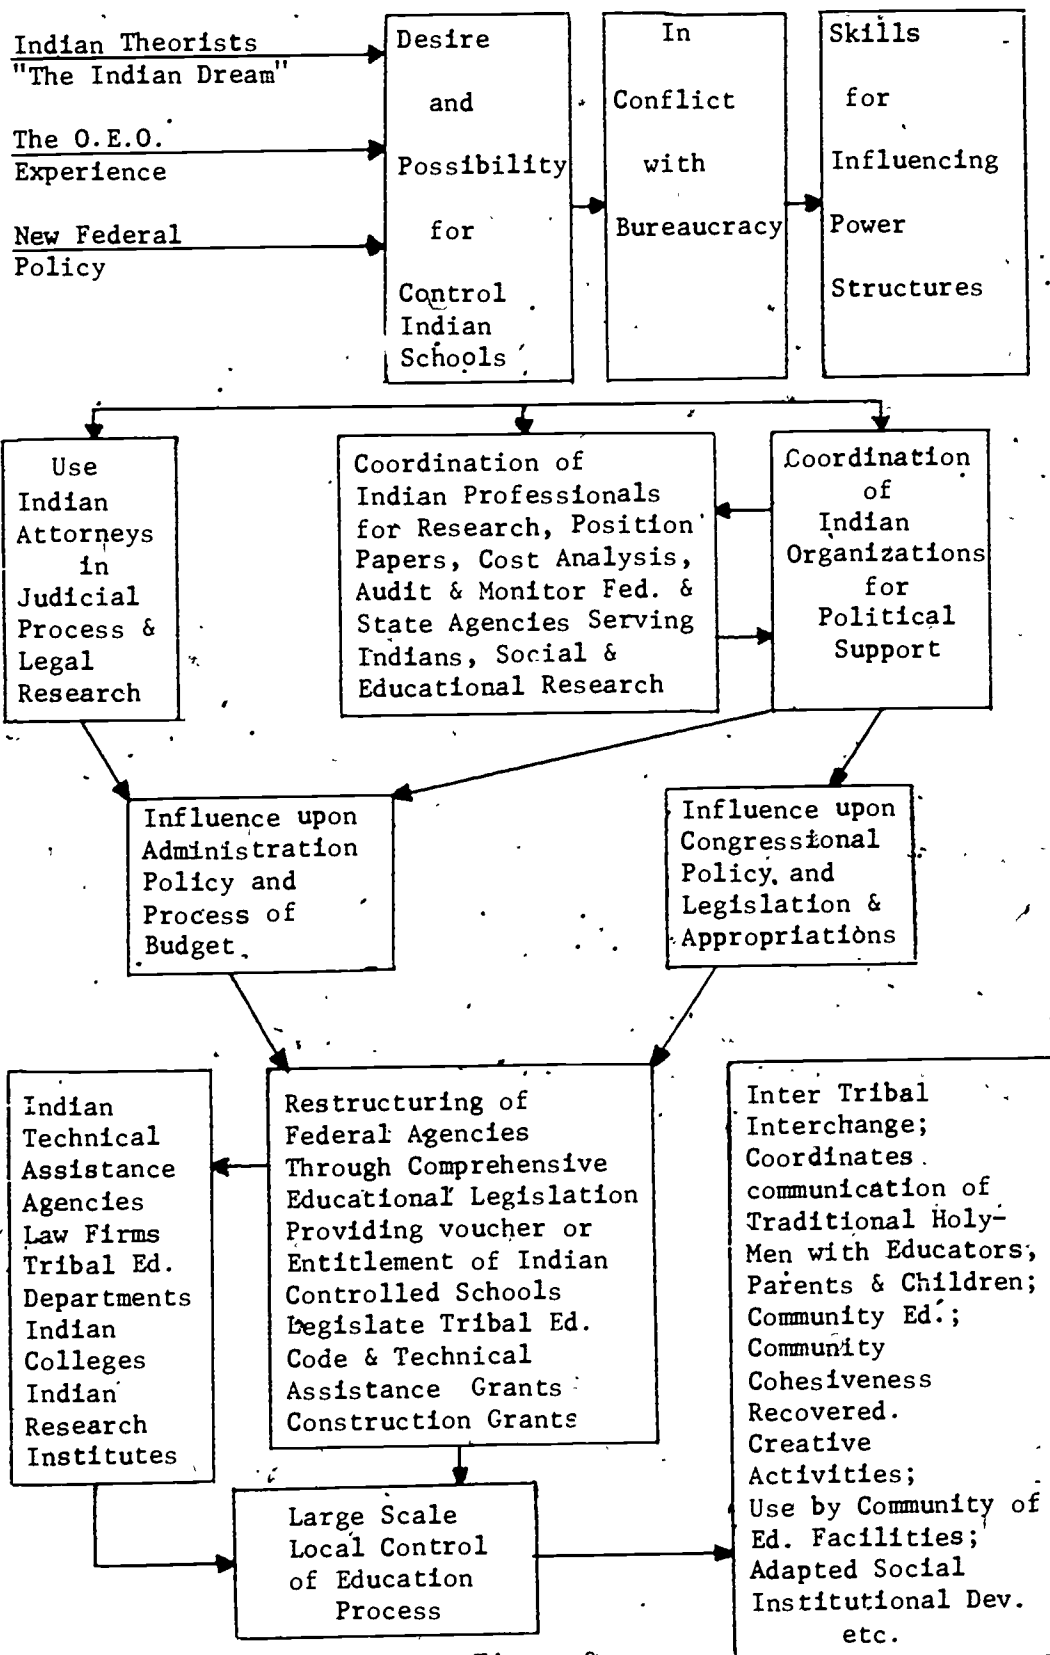 Indian Theorists
"The Indian Dream"
The O.E.O.
Experience
New Federal
Policy
Desire
and
Possibility
for
Control
Indian
Schools
In
Conflict
with
Bureaucracy
Skills
for
Influencing
Power
Structures
Use
Indian
Attorneys
in
Judicial
Process &
Legal
Research
Coordination of
Indian Professionals
for Research, Position
Papers, Cost Analysis,
Audit & Monitor Fed. &
State Agencies Serving
Indians, Social &
Educational Research
Coordination
of
Indian
Organizations
for
Political
Support
Influence upon
Administration
Policy and
Process of
Budget
Influence upon
Congressional
Policy and
Legislation &
Appropriations
Indian
Technical
Assistance
Agencies
Law Firms
Tribal Ed.
Departments
Indian
Colleges
Indian
Research
Institutes
Restructuring of
Federal Agencies
Through Comprehensive
Educational Legislation
Providing voucher or
Entitlement of Indian
Controlled Schools
Legislate Tribal Ed.
Code & Technical
Assistance Grants
Construction Grants
Large Scale
Local Control
of Education
Process
Inter Tribal
Interchange;
Coordinates
communication of
Traditional Holy-
Men with Educators,
Parents & Children;
Community Ed.;
Community
Cohesiveness
Recovered.
Creative
Activities;
Use by Community of
Ed. Facilities;
Adapted Social
Institutional Dev.
etc.